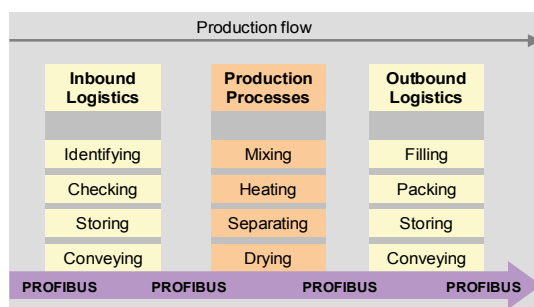 Production flow
Inbound
Logistics
Identifying
Checking
Storing
Conveying
Production
Processes
Mixing
Heating
Separating
Drying
Outbound
Logistics
Filling
Packing
Storing
Conveying
PROFIBUS PROFIBUS PROFIBUS PROFIBUS